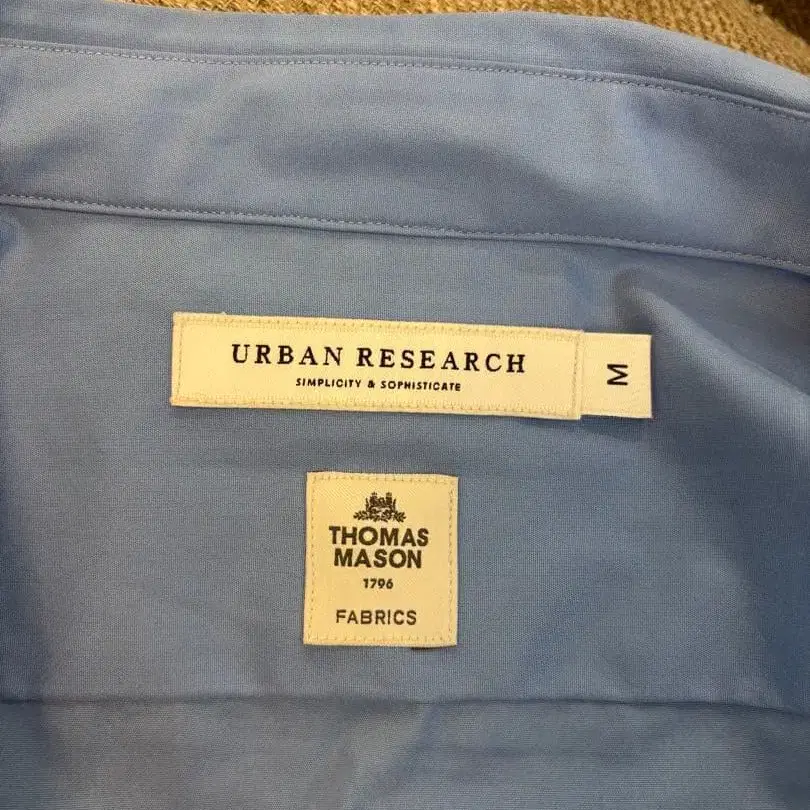 URBAN RESEARCH
SIMPLICITY & SOPHISTICATE
M
THOMAS
MASON
1796
FABRICS